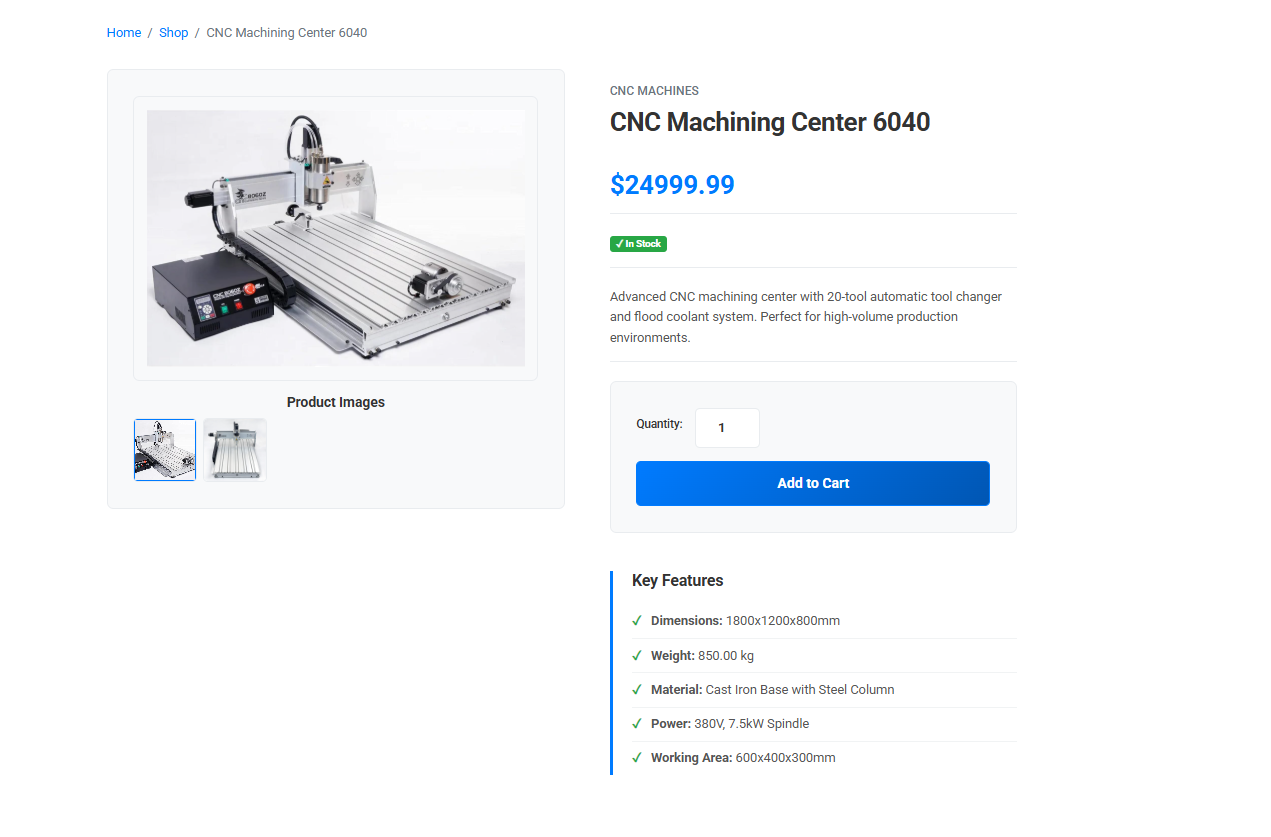 Home / Shop / CNC Machining Center 6040
CNC MACHINES
CNC Machining Center 6040
$24999.99
✓ In Stock
Advanced CNC machining center with 20-tool automatic tool changer
and flood coolant system. Perfect for high-volume production
environments.
Product Images
Quantity: 1
Add to Cart
Key Features
✓ Dimensions: 1800x1200x800mm
✓ Weight: 850.00 kg
✓ Material: Cast Iron Base with Steel Column
✓ Power: 380V, 7.5kW Spindle
✓ Working Area: 600x400x300mm